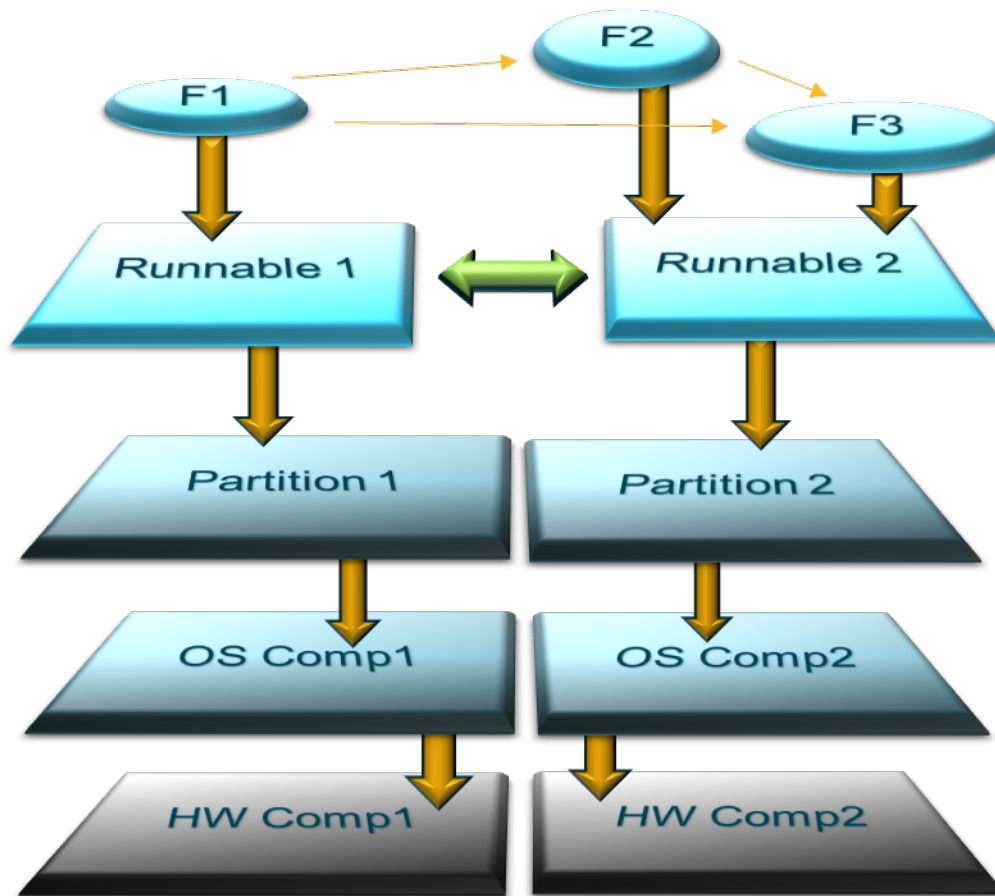 F2
F1
F3
Runnable 1
Runnable 2
Partition 1
Partition 2
OS Comp1
OS Comp2
HW Comp1
HW Comp2